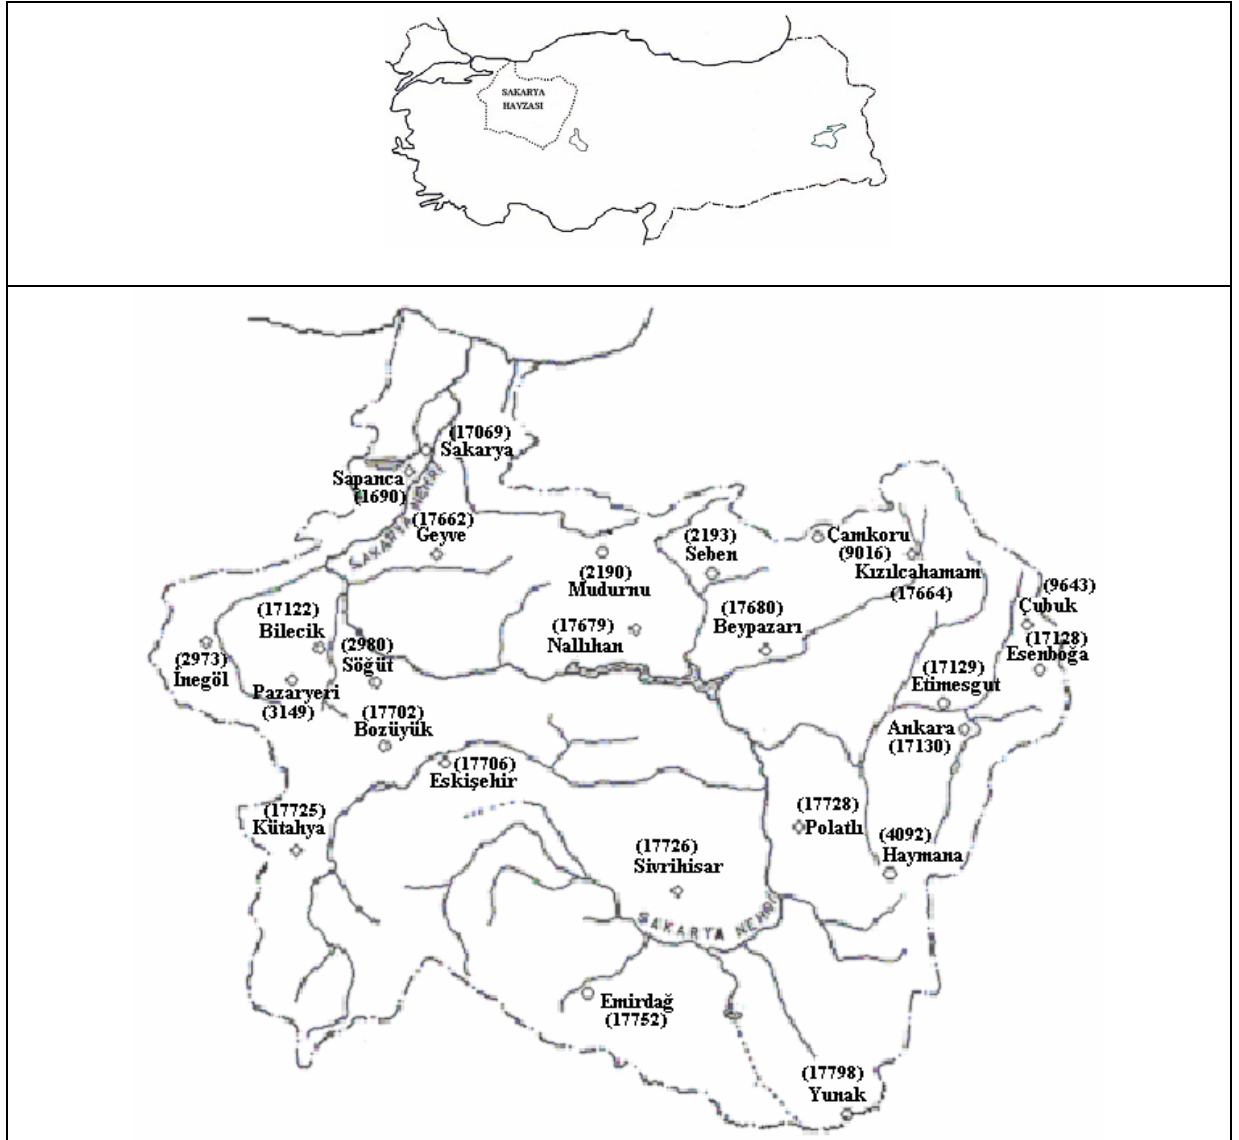 SAKARYA
HAVZASI
(17069)
Sakarya
Sapanca
(1690)
SAKARYA NEHRİ
(17662)
Geyve
(2193)
Seben
Çamkoru
(9016)
Kızılcahamam
(17664)
(2190)
Mudurnu
(9643)
Çubuk
(17122)
Bilecik
(17680)
Beypazarı
(17679)
Nallıhan
(17128)
Esenboğa
(2980)
Söğüt
(2973)
İnegöl
(17129)
Etimesgut
Pazaryeri
(3149)
(17702)
Bozüyük
Ankara
(17130)
(17706)
Eskişehir
(17725)
Kütahya
(17728)
Polatlı
(4092)
Haymana
(17726)
Sivrihisar
SAKARYA NEHRİ
Emirdağ
(17752)
(17798)
Yunak